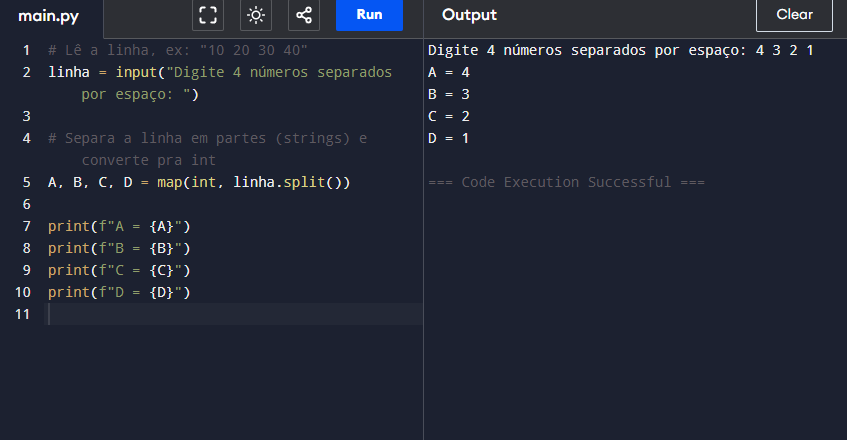 main.py
Run
Output
Clear
1 # Lê a linha, ex: "10 20 30 40"
2 linha = input("Digite 4 números separados
por espaço: ")
3
4 # Separa a linha em partes (strings) e
converte pra int
5 A, B, C, D = map(int, linha.split())
6
7 print(f"A = {A}")
8 print(f"B = {B}")
9 print(f"C = {C}")
10 print(f"D = {D}")
11
Digite 4 números separados por espaço: 4 3 2 1
A = 4
B = 3
C = 2
D = 1
=== Code Execution Successful ===